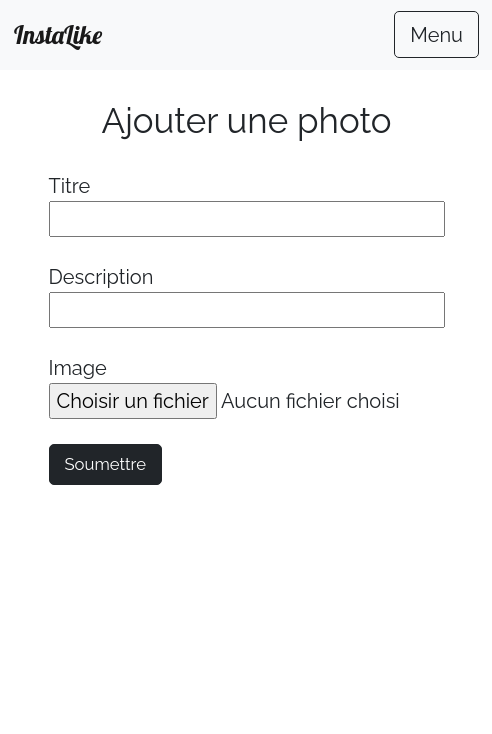 InstaLike
Menu
Ajouter une photo
Titre
Description
Image
Choisir un fichier Aucun fichier choisi
Soumettre